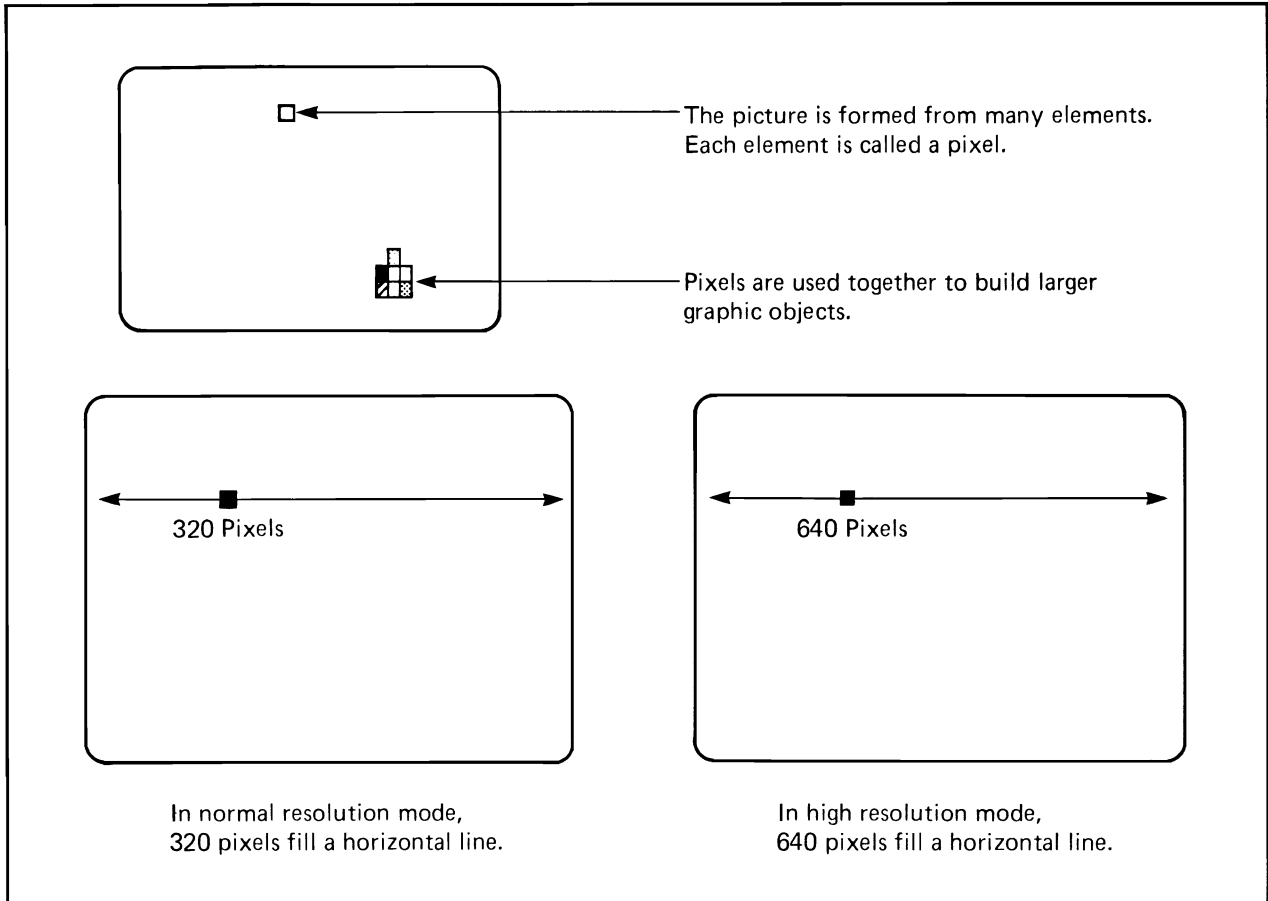 The picture is formed from many elements.
Each element is called a pixel.
Pixels are used together to build larger
graphic objects.
320 Pixels
640 Pixels
In normal resolution mode,
320 pixels fill a horizontal line.
In high resolution mode,
640 pixels fill a horizontal line.